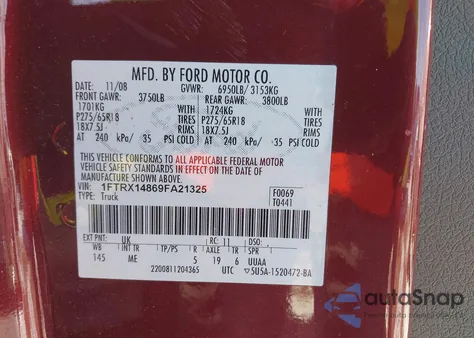 MFD. BY FORD MOTOR CO.
11/08 GVWR: 6950LB/ 3153KG
FRONT GAWR: 3750LB REAR GAWR: 3800LB
1701KG 1724KG
P275/65R18 TIRES P275/65R18 TIRES
18X7.5J RIMS 18X7.5J RIMS
AT 240 kPa/ 35 PSI COLD AT 240 kPa/ 35 PSI COLD
THIS VEHICLE CONFORMS TO ALL APPLICABLE FEDERAL MOTOR
VEHICLE SAFETY STANDARDS IN EFFECT ON THE DATE OF
MANUFACTURE SHOWN ABOVE.
VIN: 1FTRX14869FA21325
TYPE: Truck
F0069
T0441
EXT PNT: UK RC: 11 DSO:
WB INT TR TP/PS R AXLE TR SPR
145 ME 5 19 6 UUAA
2200811204365 UTC 5U5A-1520472-BA
autoSnap